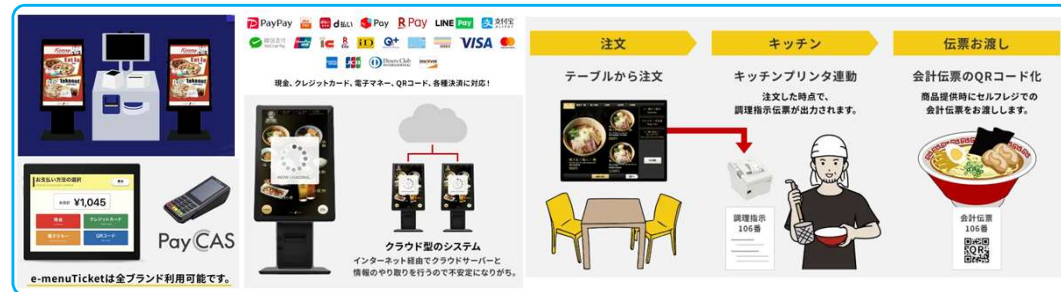 お支払い方法の選択
¥1,045
現金
クレジットカード
電子マネー
QRコード
PayCAS
e-menuTicketは全ブランド利用可能です。
PayPay
d払い
Pay
R Pay
LINE Pay
支付宝
iD
VISA
JCB
Diners Club
現金、クレジットカード、電子マネー、QRコード、各種決済に対応！
NOW LOADING
クラウド型のシステム
インターネット経由でクラウドサーバーと
情報のやり取りを行うので不安定になりがち。
注文
キッチン
伝票お渡し
テーブルから注文
キッチンプリンタ連動
注文した時点で、
調理指示伝票が出力されます。
会計伝票のQRコード化
商品提供時にセルフレジでの
会計伝票をお渡しします。
調理指示
106番
会計伝票
106番
QR